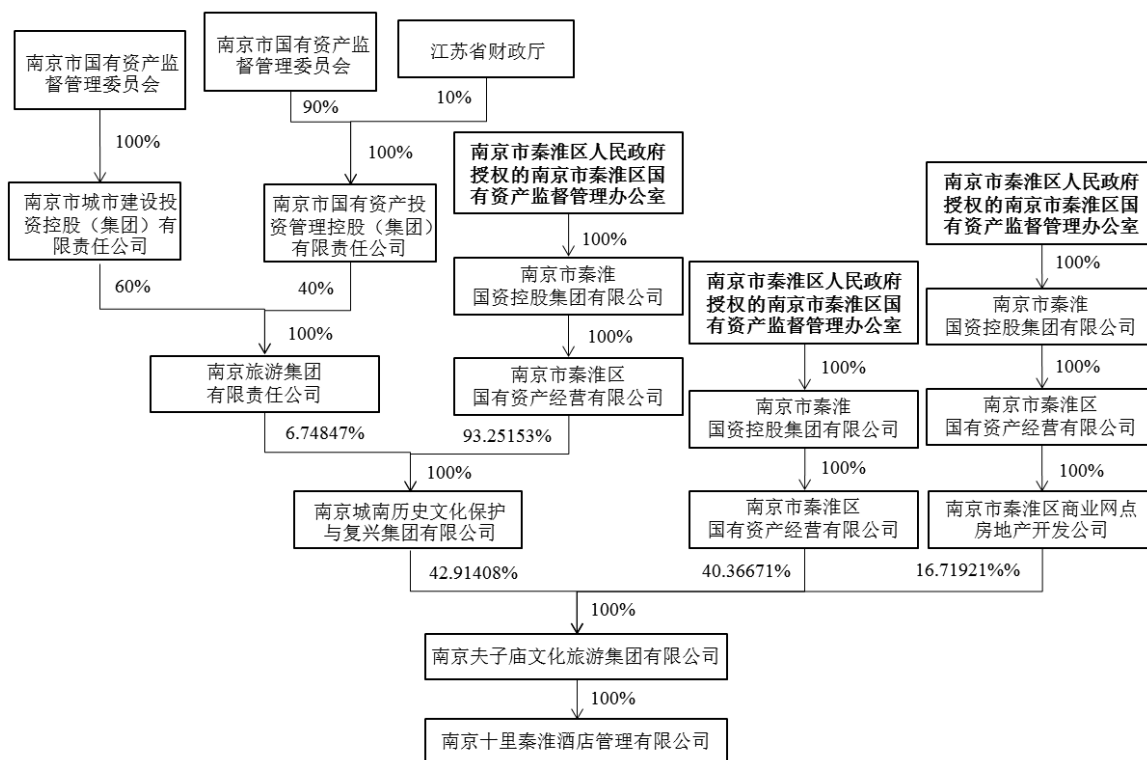 南京市国有资产监
督管理委员会
南京市国有资产监
督管理委员会
江苏省财政厅
90%
10%
100%
100%
南京市秦淮区人民政府
授权的南京市秦淮区国
有资产监督管理办公室
南京市秦淮区人民政府
授权的南京市秦淮区国
有资产监督管理办公室
南京市城市建设投
资控股（集团）有
限责任公司
南京市国有资产投
资管理控股（集团）
有限责任公司
100%
100%
60%
40%
南京市秦淮
国资控股集团有限公司
南京市秦淮区人民政府
授权的南京市秦淮区国
有资产监督管理办公室
南京市秦淮
国资控股集团有限公司
100%
100%
100%
南京旅游集团
有限责任公司
南京市秦淮区
国有资产经营有限公司
100%
南京市秦淮
国资控股集团有限公司
南京市秦淮区
国有资产经营有限公司
6.74847%
93.25153%
100%
100%
100%
南京城南历史文化保护
与复兴集团有限公司
南京市秦淮区
国有资产经营有限公司
南京市秦淮区商业网点
房地产开发公司
42.91408%
40.36671%
16.71921%%
100%
南京夫子庙文化旅游集团有限公司
100%
南京十里秦淮酒店管理有限公司